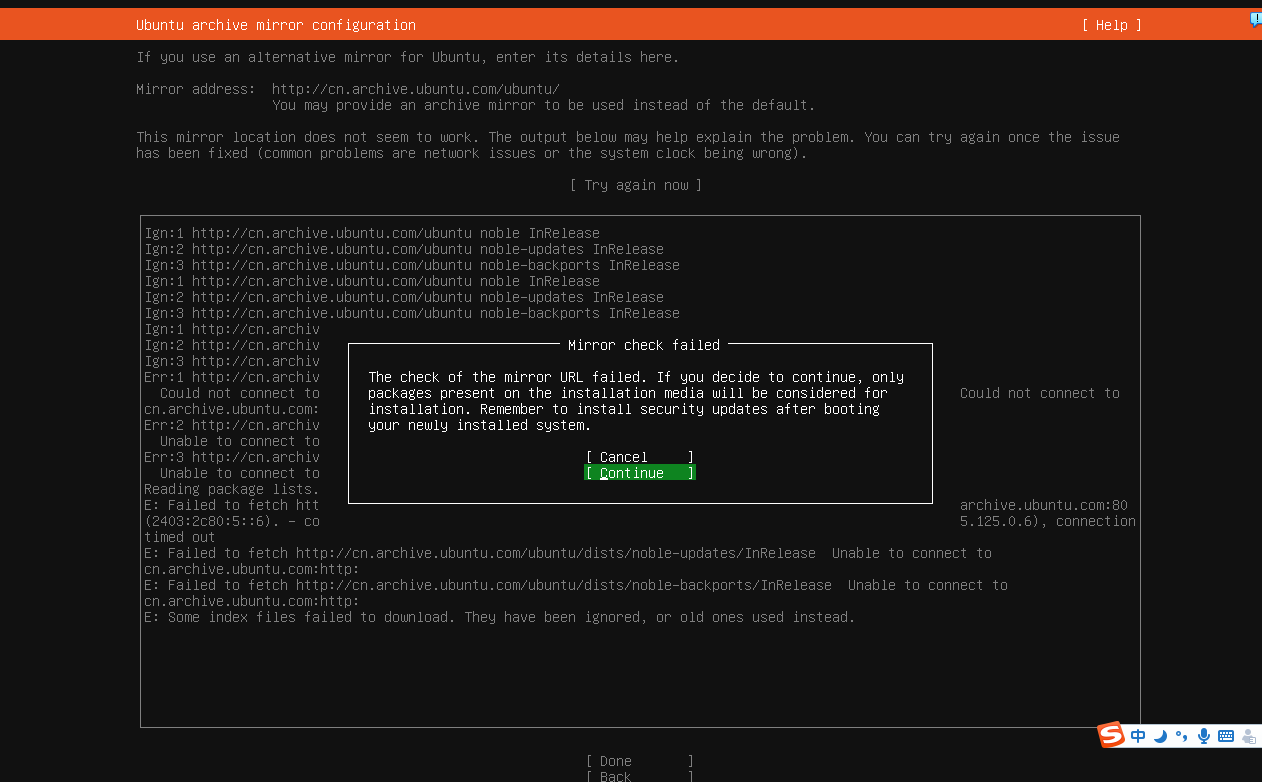 Ubuntu archive mirror configuration [ Help ]
If you use an alternative mirror for Ubuntu, enter its details here.
Mirror address: http://cn.archive.ubuntu.com/ubuntu/
You may provide an archive mirror to be used instead of the default.
This mirror location does not seem to work. The output below may help explain the problem. You can try again once the issue
has been fixed (common problems are network issues or the system clock being wrong).
[ Try again now ]
Ign:1 http://cn.archive.ubuntu.com/ubuntu noble InRelease
Ign:2 http://cn.archive.ubuntu.com/ubuntu noble-updates InRelease
Ign:3 http://cn.archive.ubuntu.com/ubuntu noble-backports InRelease
Ign:1 http://cn.archive.ubuntu.com/ubuntu noble InRelease
Ign:2 http://cn.archive.ubuntu.com/ubuntu noble-updates InRelease
Ign:3 http://cn.archive.ubuntu.com/ubuntu noble-backports InRelease
Ign:1 http://cn.archiv
Ign:2 http://cn.archiv
Ign:3 http://cn.archiv
Err:1 http://cn.archiv
Could not connect to Could not connect to
cn.archive.ubuntu.com:
Err:2 http://cn.archiv
Unable to connect to
Err:3 http://cn.archiv
Unable to connect to
Reading package lists.
E: Failed to fetch htt archive.ubuntu.com:80
(2403:2c80:5::6). - co 5.125.0.6), connection
timed out
E: Failed to fetch http://cn.archive.ubuntu.com/ubuntu/dists/noble-updates/InRelease Unable to connect to
cn.archive.ubuntu.com:http:
E: Failed to fetch http://cn.archive.ubuntu.com/ubuntu/dists/noble-backports/InRelease Unable to connect to
cn.archive.ubuntu.com:http:
E: Some index files failed to download. They have been ignored, or old ones used instead.
Mirror check failed
The check of the mirror URL failed. If you decide to continue, only
packages present on the installation media will be considered for
installation. Remember to install security updates after booting
your newly installed system.
[ Cancel ]
[ Continue ]
[ Done ]
[ Back ]
S 中